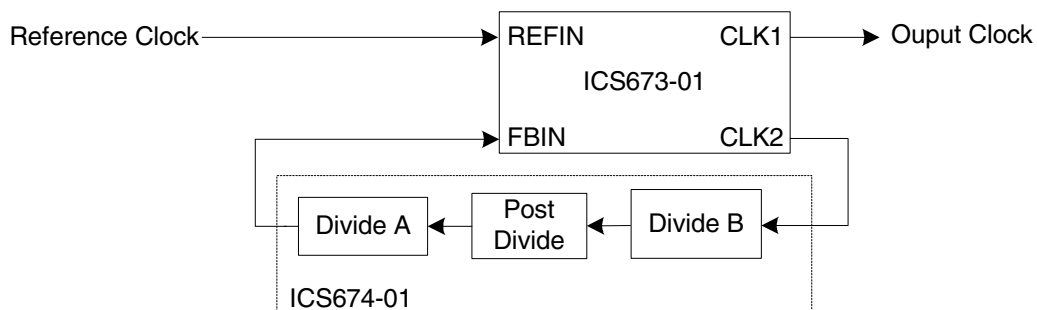 Reference Clock
REFIN
CLK1
Ouput Clock
ICS673-01
FBIN
CLK2
Divide A
Post
Divide
Divide B
ICS674-01